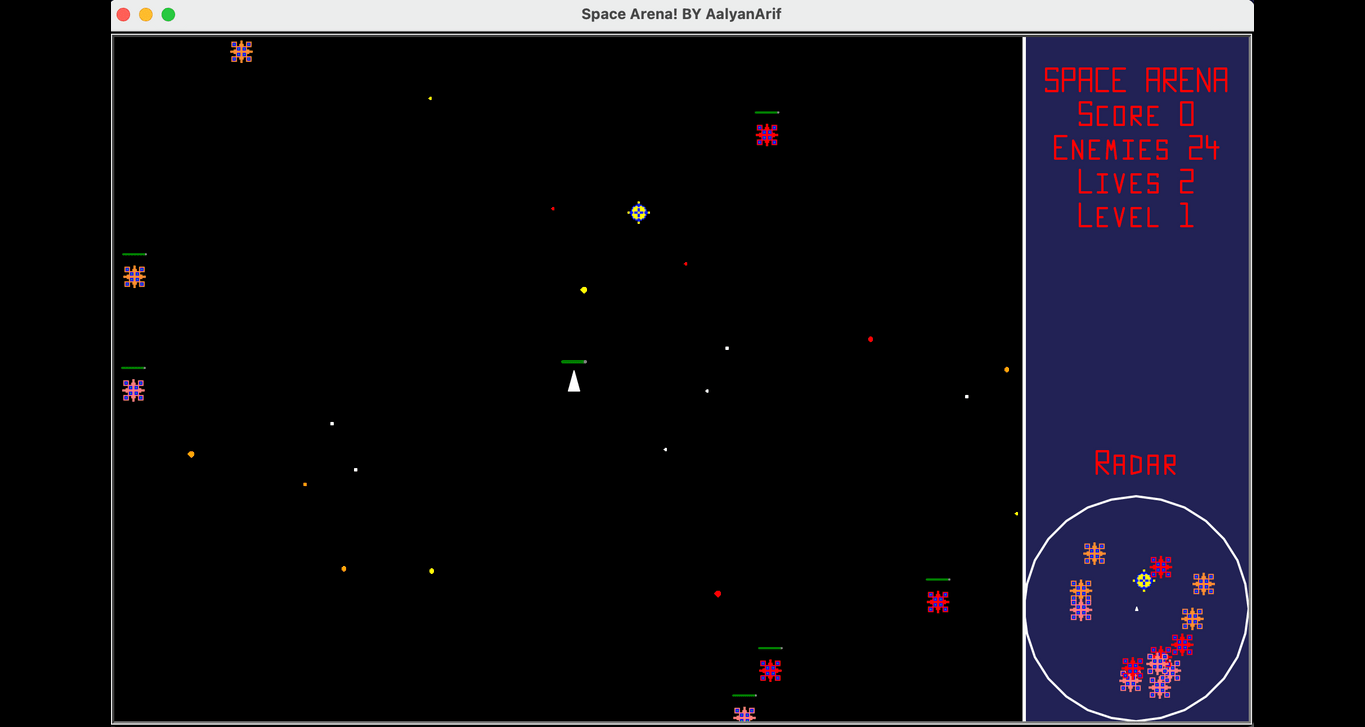 Space Arena! BY AalyanArif
SPACE ARENA
SCORE 0
ENEMIES 24
LIVES 2
LEVEL 1
RADAR